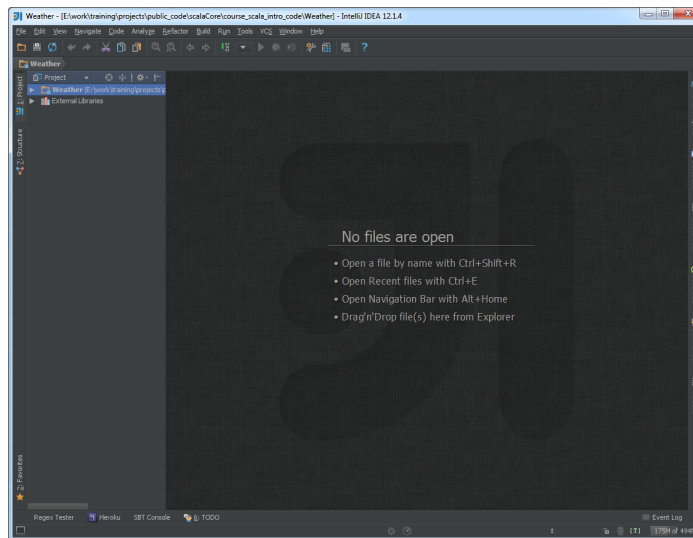 Weather - [E:\work\training\projects\public_code\scalaCore\course_scala_intro_code\Weather] - IntelliJ IDEA 12.1.4
File Edit View Navigate Code Analyze Refactor Build Run Tools VCS Window Help
Weather
1: Project
Project
Weather (E:\work\training\projects\p
External Libraries
Z: Structure
No files are open
• Open a file by name with Ctrl+Shift+R
• Open Recent files with Ctrl+E
• Open Navigation Bar with Alt+Home
• Drag'n'Drop file(s) here from Explorer
2: Favorites
Regex Tester Heroku SBT Console 6: TODO Event Log
[T] 175M of 494M